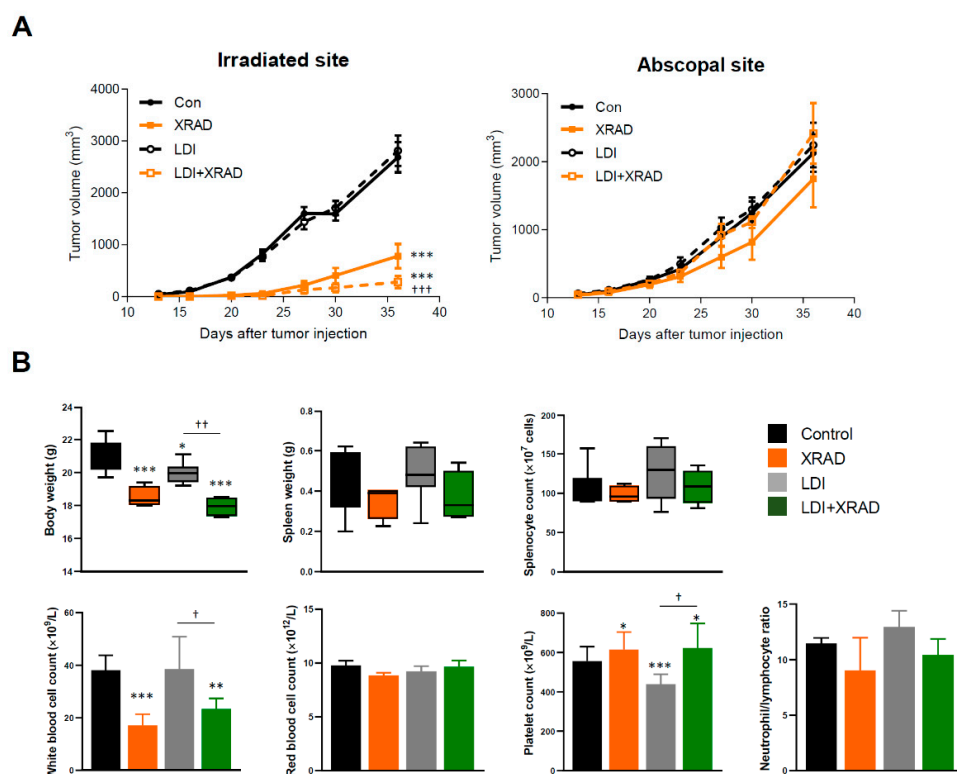 A
Irradiated site
Tumor volume (mm3)
4000
3000
2000
1000
0
Con
XRAD
LDI
LDI+XRAD
***
***
†††
10 15 20 25 30 35 40
Days after tumor injection
Abscopal site
Tumor volume (mm3)
3000
2000
1000
0
Con
XRAD
LDI
LDI+XRAD
10 15 20 25 30 35 40
Days after tumor injection
B
Body weight (g)
24
22
20
18
16
14
***
*
††
***
Spleen weight (g)
0.8
0.6
0.4
0.2
0.0
Splenocyte count (×107 cells)
200
150
100
50
0
Control
XRAD
LDI
LDI+XRAD
White blood cell count (×109/L)
60
40
20
0
***
†
**
Red blood cell count (×1012/L)
15
10
5
0
Platelet count (×109/L)
800
600
400
200
0
*
***
†
*
Neutrophil/lymphocyte ratio
15
10
5
0